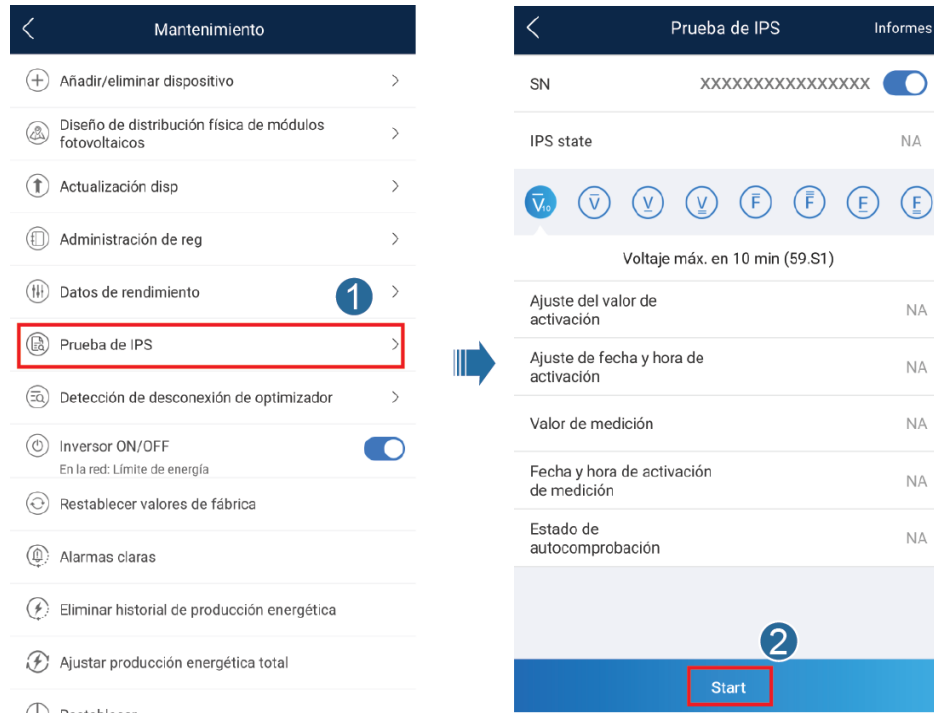 Mantenimiento
Añadir/eliminar dispositivo
Diseño de distribución física de módulos
fotovoltaicos
Actualización disp
Administración de reg
Datos de rendimiento
1
Prueba de IPS
Detección de desconexión de optimizador
Inversor ON/OFF
En la red: Límite de energía
Restablecer valores de fábrica
Alarmas claras
Eliminar historial de producción energética
Ajustar producción energética total
Prueba de IPS
Informes
SN
XXXXXXXXXXXXXXXX
IPS state
NA
V10 V V V F F F F
Voltaje máx. en 10 min (59.S1)
Ajuste del valor de
activación
NA
Ajuste de fecha y hora de
activación
NA
Valor de medición
NA
Fecha y hora de activación
de medición
NA
Estado de
autocomprobación
NA
2
Start